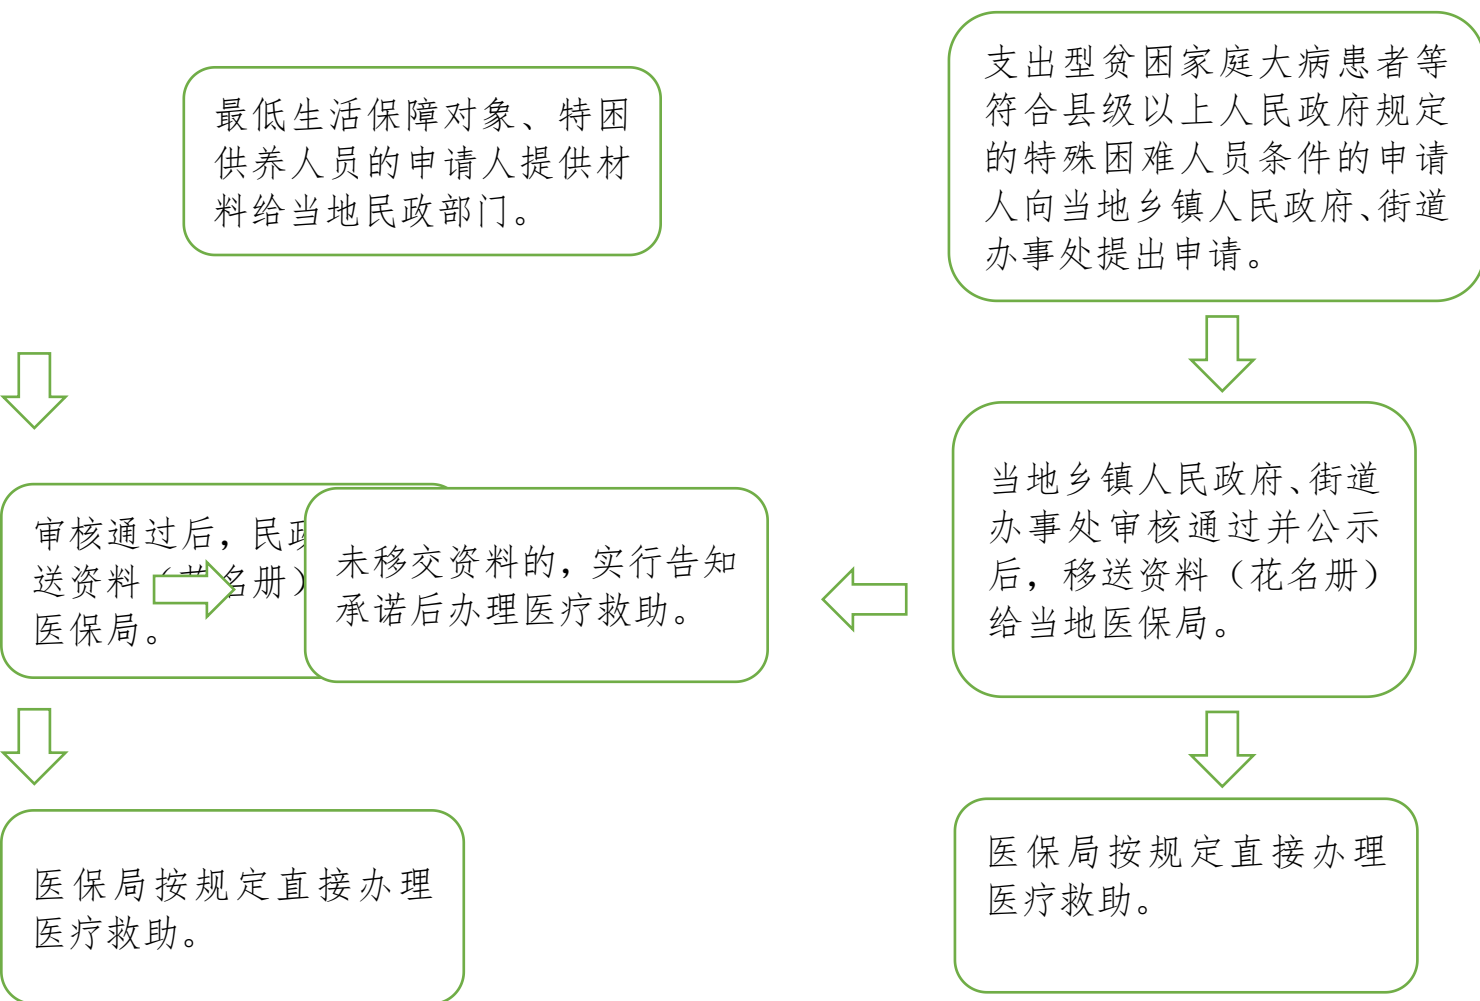 最低生活保障对象、特困
供养人员的申请人提供材
料给当地民政部门。
支出型贫困家庭大病患者等
符合县级以上人民政府规定
的特殊困难人员条件的申请
人向当地乡镇人民政府、街道
办事处提出申请。
审核通过后，民
送资料（花名册）
医保局。
未移交资料的，实行告知
承诺后办理医疗救助。
当地乡镇人民政府、街道
办事处审核通过并公示
后，移送资料（花名册）
给当地医保局。
医保局按规定直接办理
医疗救助。
医保局按规定直接办理
医疗救助。